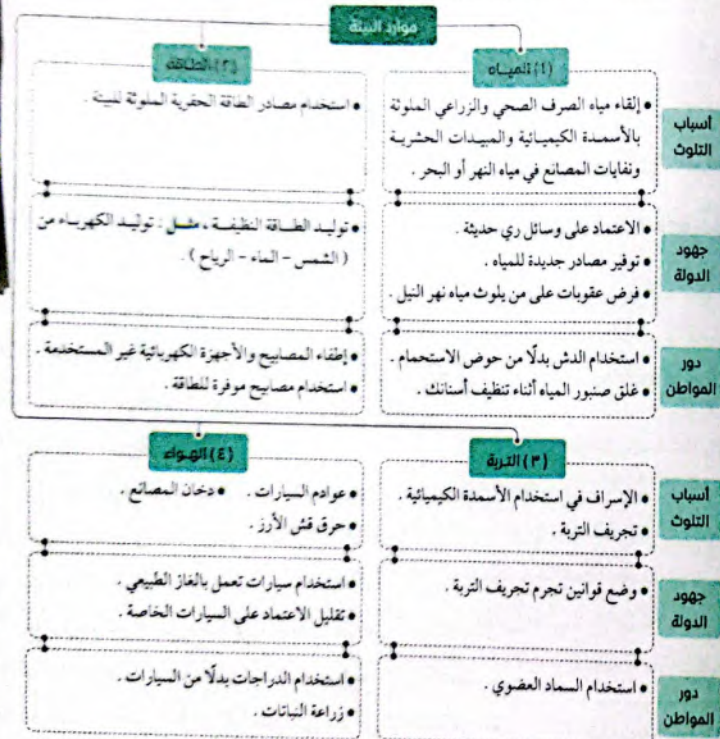 موارد البيئة
(١) المياه
(٢) الطاقة
أسباب
التلوث
• إلقاء مياه الصرف الصحي والزراعي الملوثة
بالأسمدة الكيميائية والمبيدات الحشرية
ونفايات المصانع في مياه النهر أو البحر .
• استخدام مصادر الطاقة الحفرية الملوثة للبيئة .
جهود
الدولة
• الاعتماد على وسائل ري حديثة .
• توفير مصادر جديدة للمياه .
• فرض عقوبات على من يلوث مياه نهر النيل .
• توليد الطاقة النظيفة ، مثل : توليد الكهرباء من
( الشمس - الماء - الرياح ) .
دور
المواطن
• استخدام الدش بدلًا من حوض الاستحمام .
• غلق صنبور المياه أثناء تنظيف أسنانك .
• إطفاء المصابيح والأجهزة الكهربائية غير المستخدمة .
• استخدام مصابيح موفرة للطاقة .
(٣) التربة
(٤) الهواء
أسباب
التلوث
• الإسراف في استخدام الأسمدة الكيميائية .
• تجريف التربة .
• عوادم السيارات . • دخان المصانع .
• حرق قش الأرز .
جهود
الدولة
• وضع قوانين تجرم تجريف التربة .
• استخدام سيارات تعمل بالغاز الطبيعي .
• تقليل الاعتماد على السيارات الخاصة .
دور
المواطن
• استخدام السماد العضوي .
• استخدام الدراجات بدلًا من السيارات .
• زراعة النباتات .